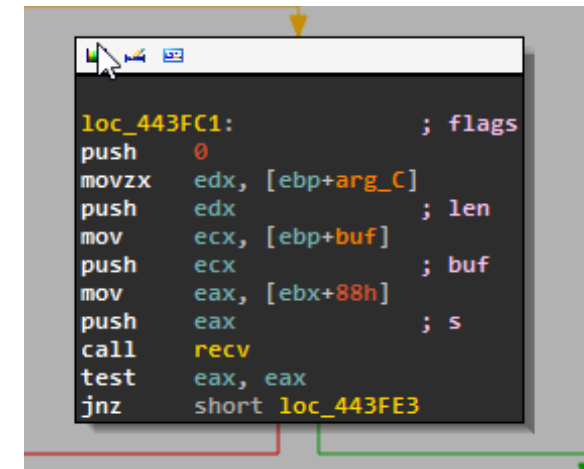 loc_443FC1: ; flags
push 0
movzx edx, [ebp+arg_C]
push edx ; len
mov ecx, [ebp+buf]
push ecx ; buf
mov eax, [ebx+88h]
push eax ; s
call recv
test eax, eax
jnz short loc_443FE3